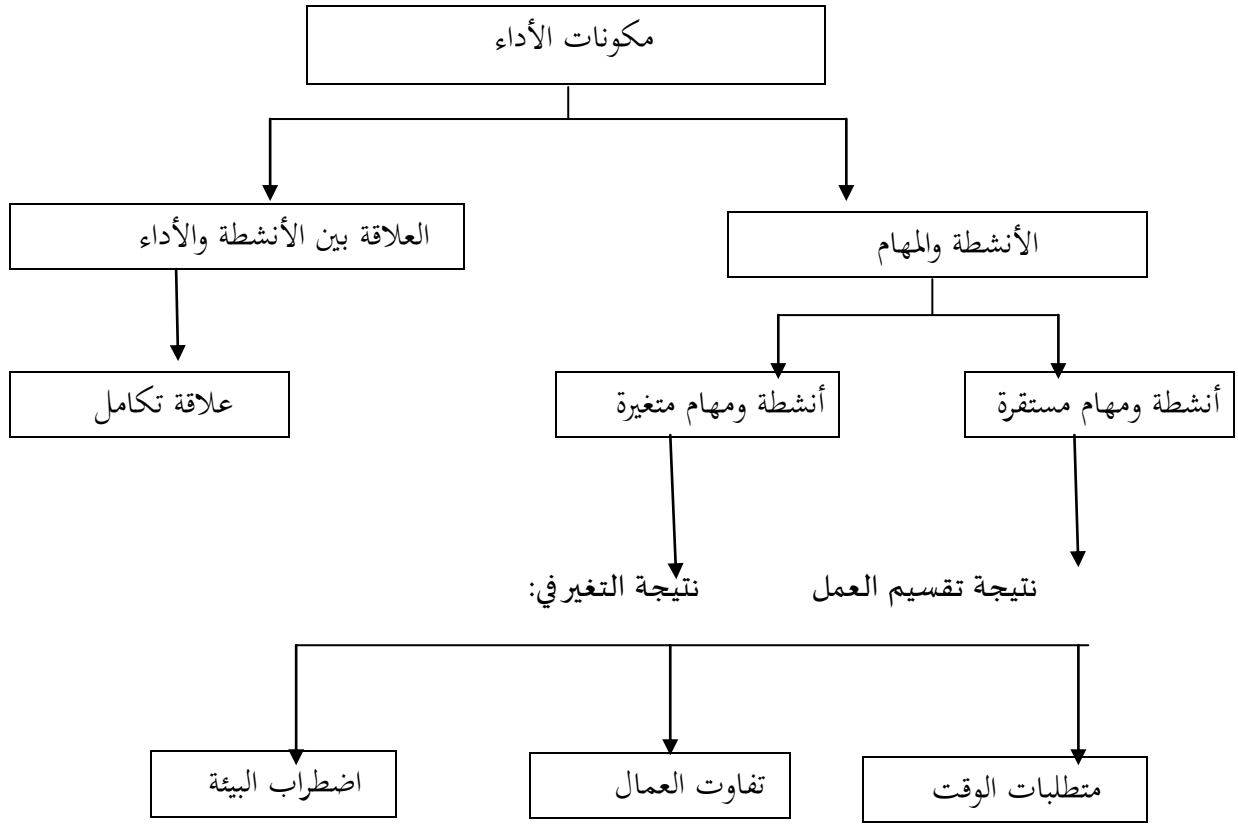 مكونات الأداء
الأنشطة والمهام
العلاقة بين الأنشطة والأداء
أنشطة ومهام مستقرة
أنشطة ومهام متغيرة
علاقة تكامل
نتيجة تقسيم العمل
نتيجة التغير في:
متطلبات الوقت
تفاوت العمال
اضطراب البيئة